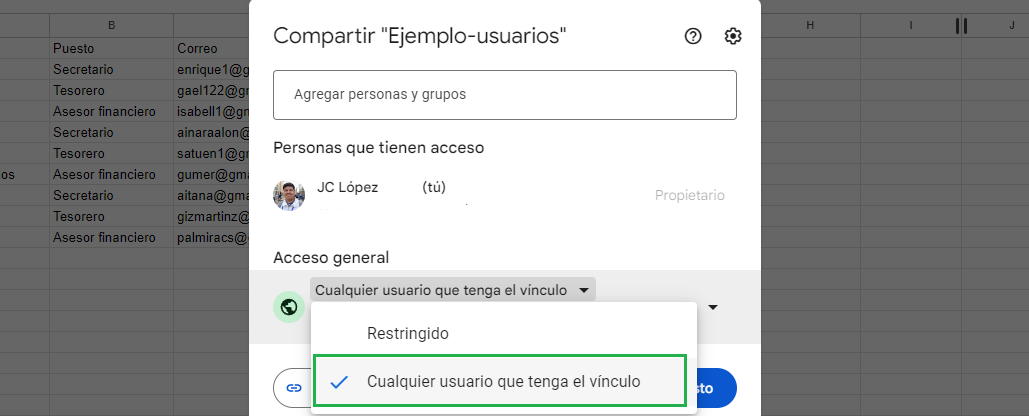 B H I J
Compartir "Ejemplo-usuarios"
Puesto Correo
Secretario enrique1@g
Tesorero gael122@g
Asesor financiero isabell1@g
Secretario ainaraalon@
Tesorero satuen1@g
os Asesor financiero gumer@gma
Secretario aitana@gma
Tesorero gizmartinz@
Asesor financiero palmiracs@
Agregar personas y grupos
Personas que tienen acceso
JC López (tú)
Propietario
Acceso general
Cualquier usuario que tenga el vínculo
Restringido
Cualquier usuario que tenga el vínculo
sto